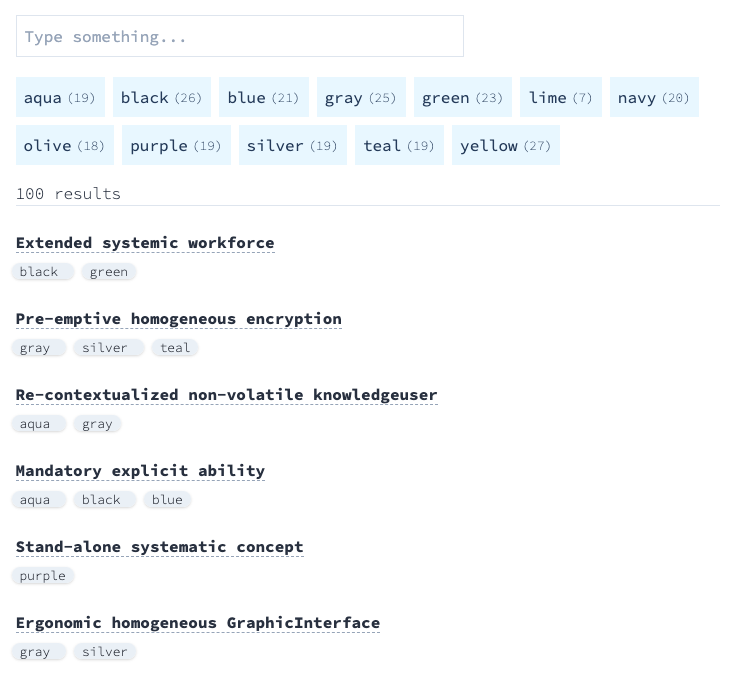 Type something...
aqua (19) black (26) blue (21) gray (25) green (23) lime (7) navy (20)
olive (18) purple (19) silver (19) teal (19) yellow (27)
100 results
Extended systemic workforce
black green
Pre-emptive homogeneous encryption
gray silver teal
Re-contextualized non-volatile knowledgeuser
aqua gray
Mandatory explicit ability
aqua black blue
Stand-alone systematic concept
purple
Ergonomic homogeneous GraphicInterface
gray silver